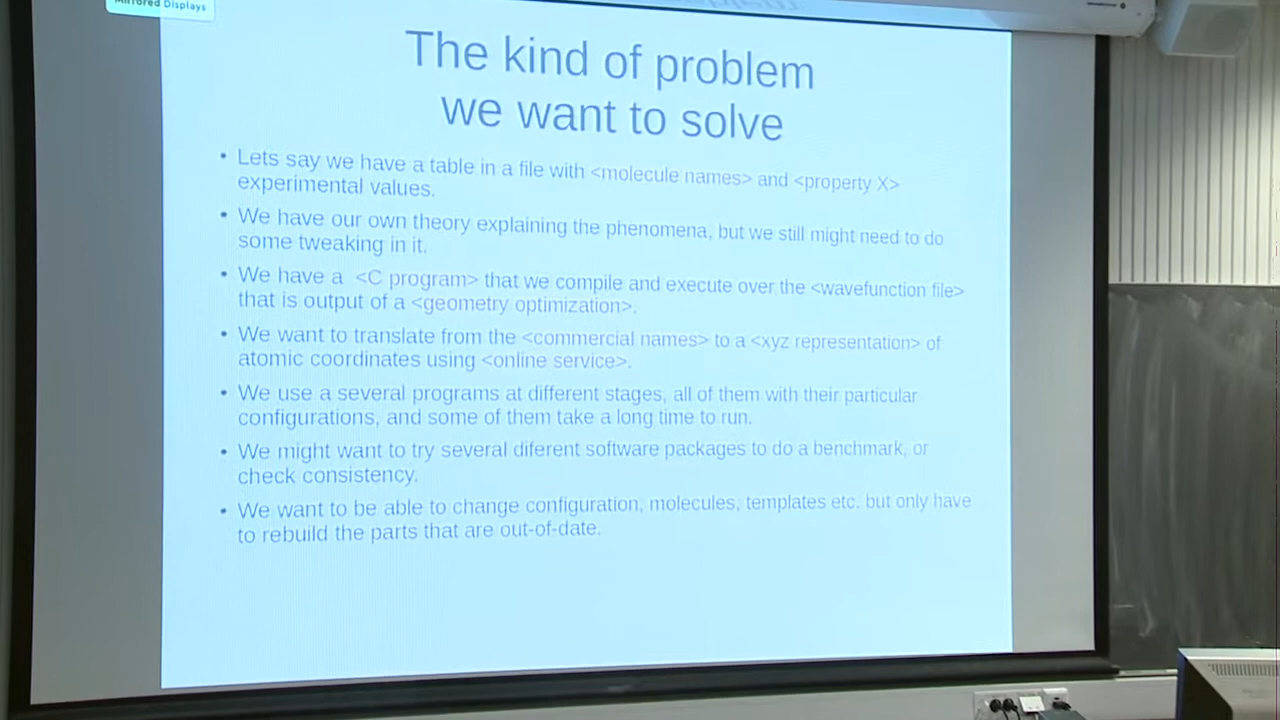 Mirrored Displays
The kind of problem
we want to solve
• Lets say we have a table in a file with <molecule names> and <property X>
experimental values.
• We have our own theory explaining the phenomena, but we still might need to do
some tweaking in it.
• We have a <C program> that we compile and execute over the <wavefunction file>
that is output of a <geometry optimization>.
• We want to translate from the <commercial names> to a <xyz representation> of
atomic coordinates using <online service>.
• We use a several programs at different stages, all of them with their particular
configurations, and some of them take a long time to run.
• We might want to try several diferent software packages to do a benchmark, or
check consistency.
• We want to be able to change configuration, molecules, templates etc. but only have
to rebuild the parts that are out-of-date.